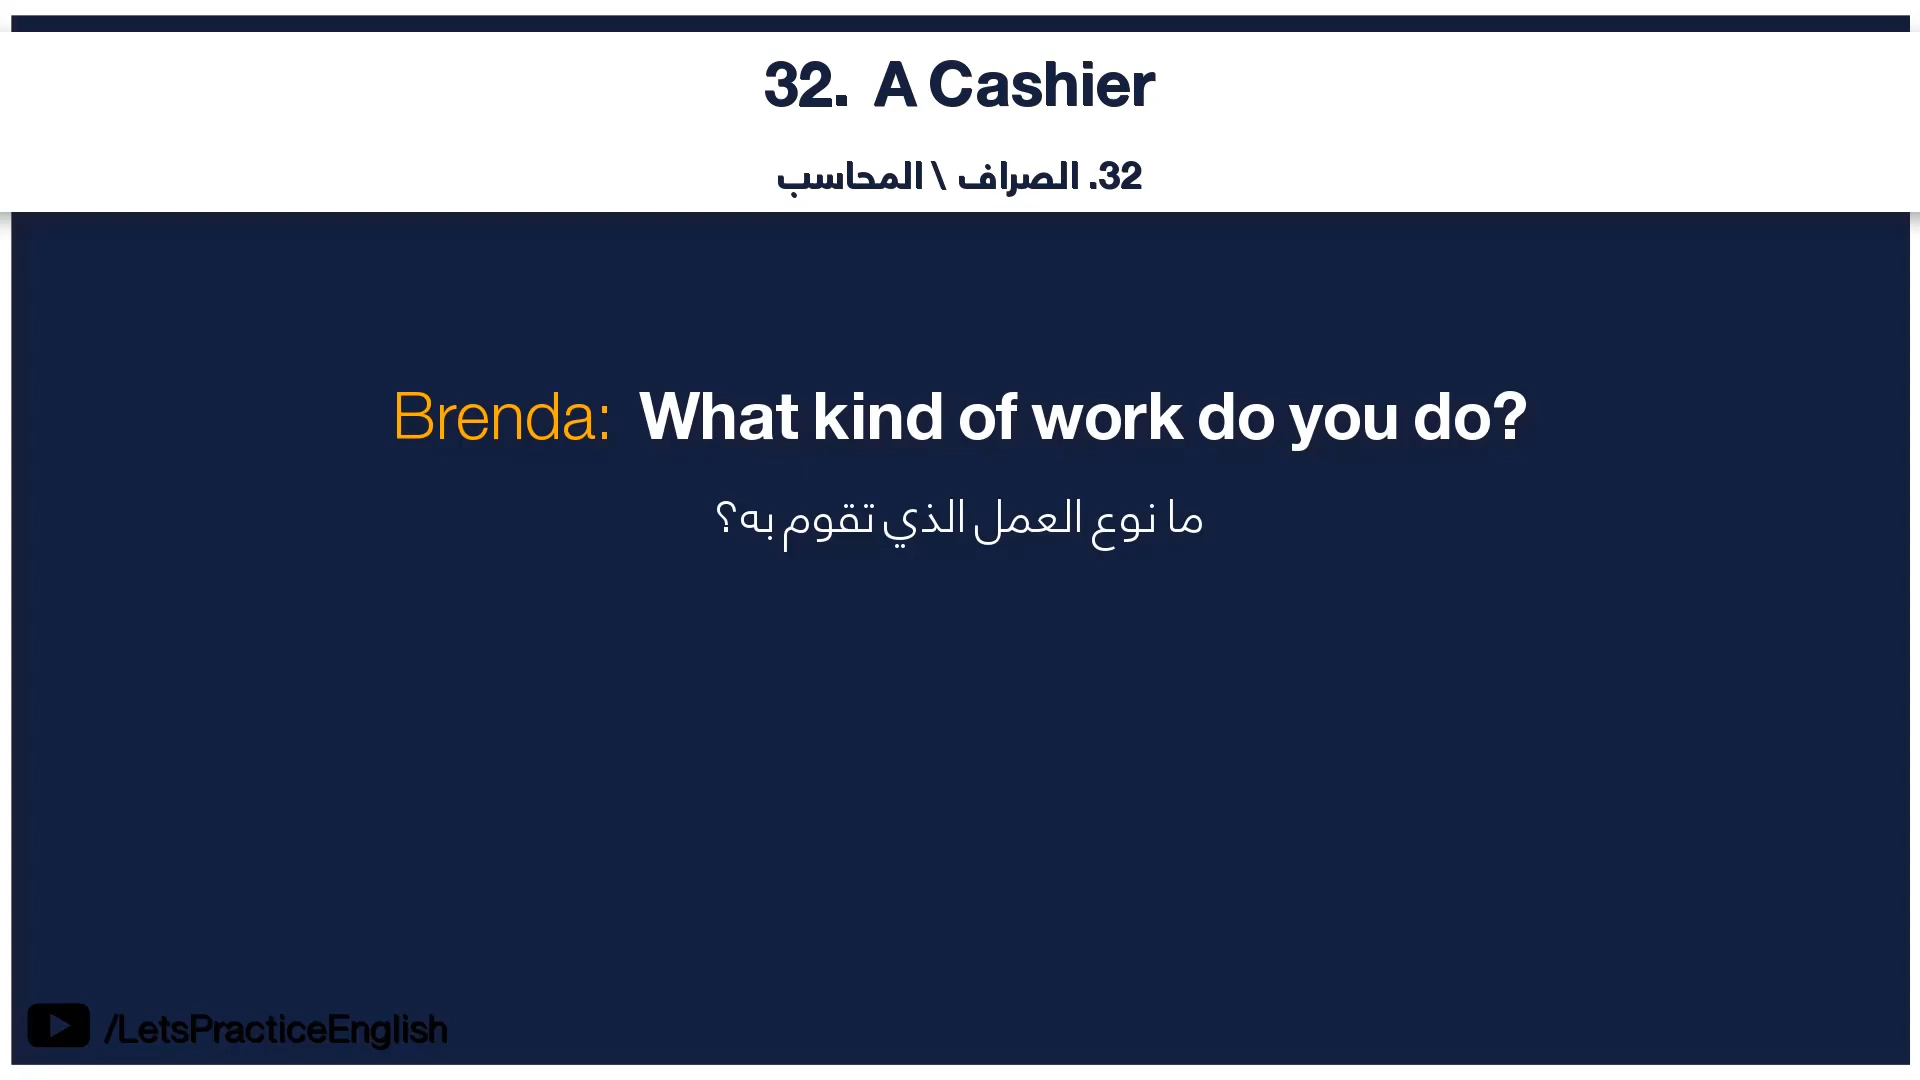 32. A Cashier
32. الصراف \ المحاسب
Brenda: What kind of work do you do?
ما نوع العمل الذي تقوم به؟
/LetsPracticeEnglish